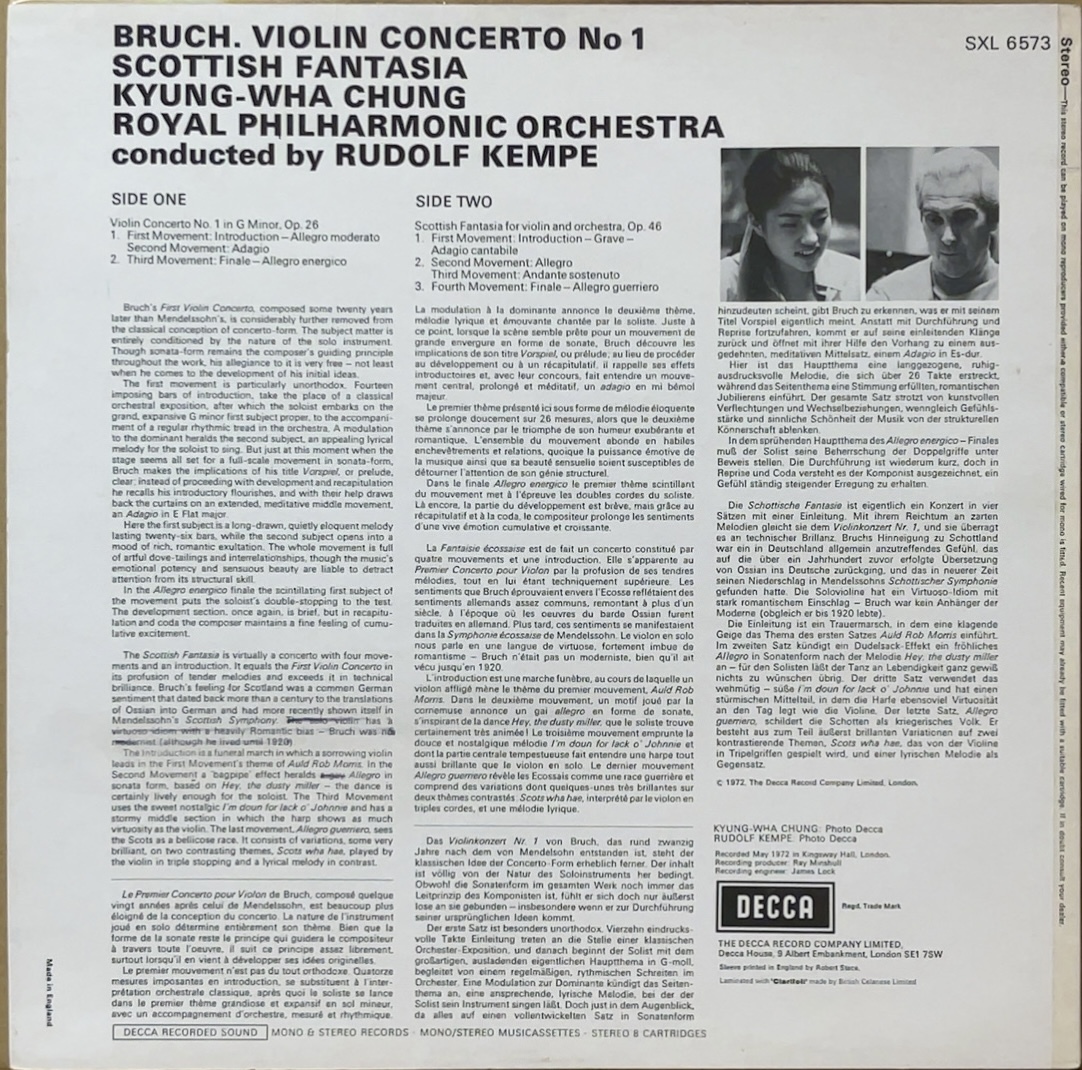 BRUCH. VIOLIN CONCERTO No 1
SCOTTISH FANTASIA
KYUNG-WHA CHUNG
ROYAL PHILHARMONIC ORCHESTRA
conducted by RUDOLF KEMPE
SXL 6573
SIDE ONE
Violin Concerto No. 1 in G Minor, Op. 26
1. First Movement: Introduction – Allegro moderato
Second Movement: Adagio
2. Third Movement: Finale – Allegro energico
SIDE TWO
Scottish Fantasia for violin and orchestra, Op. 46
1. First Movement: Introduction – Grave –
Adagio cantabile
2. Second Movement: Allegro
Third Movement: Andante sostenuto
3. Fourth Movement: Finale – Allegro guerriero
Bruch's First Violin Concerto, composed some twenty years
later than Mendelssohn's, is considerably further removed from
the classical conception of concerto-form. The subject matter is
entirely conditioned by the nature of the solo instrument.
Though sonata-form remains the composer's guiding principle
throughout the work, his allegiance to it is very free – not least
when he comes to the development of his initial ideas.
The first movement is particularly unorthodox. Fourteen
imposing bars of introduction, take the place of a classical
orchestral exposition, after which the soloist embarks on the
grand, expansive G minor first subject proper, to the accompani-
ment of a regular rhythmic tread in the orchestra. A modulation
to the dominant heralds the second subject, an appealing lyrical
melody for the soloist to sing. But just at this moment when the
stage seems all set for a full-scale movement in sonata-form,
Bruch makes the implications of his title Vorspiel, or prelude,
clear: instead of proceeding with development and recapitulation
he recalls his introductory flourishes, and with their help draws
back the curtains on an extended, meditative middle movement,
an Adagio in E Flat major.
Here the first subject is a long-drawn, quietly eloquent melody
lasting twenty-six bars, while the second subject opens into a
mood of rich, romantic exultation. The whole movement is full
of artful dove-tailings and interrelationships, though the music's
emotional potency and sensuous beauty are liable to detract
attention from its structural skill.
In the Allegro energico finale the scintillating first subject of
the movement puts the soloist's double-stopping to the test.
The development section, once again, is brief, but in recapitu-
lation and coda the composer maintains a fine feeling of cumu-
lative excitement.
The Scottish Fantasia is virtually a concerto with four move-
ments and an introduction. It equals the First Violin Concerto in
its profusion of tender melodies and exceeds it in technical
brilliance. Bruch's feeling for Scotland was a common German
sentiment that dated back more than a century to the translations
of Ossian into German and had more recently shown itself in
Mendelssohn's Scottish Symphony. The solo violin has a
virtuoso idiom with a heavily Romantic bias – Bruch was no
modernist (although he lived until 1920).
The Introduction is a funeral march in which a sorrowing violin
leads in the First Movement's theme of Auld Rob Morris. In the
Second Movement a 'bagpipe' effect heralds a gay Allegro in
sonata form, based on Hey, the dusty miller – the dance is
certainly lively enough for the soloist. The Third Movement
uses the sweet nostalgic I'm doun for lack o' Johnnie and has a
stormy middle section in which the harp shows as much
virtuosity as the violin. The last movement, Allegro guerriero, sees
the Scots as a bellicose race. It consists of variations, some very
brilliant, on two contrasting themes, Scots wha hae, played by
the violin in triple stopping and a lyrical melody in contrast.
Le Premier Concerto pour Violon de Bruch, composé quelque
vingt années après celui de Mendelssohn, est beaucoup plus
éloigné de la conception du concerto. La nature de l'instrument
joué en solo détermine entièrement son thème. Bien que la
forme de la sonate reste le principe qui guidera le compositeur
à travers toute l'oeuvre, il suit ce principe assez librement,
surtout lorsqu'il en vient à développer ses idées originelles.
Le premier mouvement n'est pas du tout orthodoxe. Quatorze
mesures imposantes en introduction, se substituent à l'inter-
prétation orchestrale classique, après quoi le soliste se lance
dans le premier thème grandiose et expansif en sol mineur,
avec un accompagnement d'orchestre, mesuré et rhythmique.
La modulation à la dominante annonce le deuxième thème,
mélodie lyrique et émouvante chantée par le soliste. Juste à
ce point, lorsque la scène semble prête pour un mouvement de
grande envergure en forme de sonate, Bruch découvre les
implications de son titre Vorspiel, ou prélude; au lieu de procéder
au développement ou à un récapitulatif, il rappelle ses effets
introductoires et, avec leur concours, fait entendre un mouve-
ment central, prolongé et méditatif, un adagio en mi bémol
majeur.
Le premier thème présenté ici sous forme de mélodie éloquente
se prolonge doucement sur 26 mesures, alors que le deuxième
thème s'annonce par le triomphe de son humeur exubérante et
romantique. L'ensemble du mouvement abonde en habiles
enchevêtrements et relations, quoique la puissance émotive de
la musique ainsi que sa beauté sensuelle soient susceptibles de
détourner l'attention de son génie structurel.
Dans le finale Allegro energico le premier thème scintillant
du mouvement met à l'épreuve les doubles cordes du soliste.
Là encore, la partie du développement est brève, mais grâce au
récapitulatif et à la coda, le compositeur prolonge les sentiments
d'une vive émotion cumulative et croissante.
La Fantaisie écossaise est de fait un concerto constitué par
quatre mouvements et une introduction. Elle s'apparente au
Premier Concerto pour Violon par la profusion de ses tendres
mélodies, tout en lui étant techniquement supérieure. Les
sentiments que Bruch éprouvaient envers l'Ecosse reflétaient des
sentiments allemands assez communs, remontant à plus d'un
siècle, à l'époque où les oeuvres du barde Ossian furent
traduites en allemand. Plus tard, ces sentiments se manifestaient
dans la Symphonie écossaise de Mendelssohn. Le violon en solo
nous parle en une langue de virtuose, fortement imbue de
romantisme – Bruch n'était pas un moderniste, bien qu'il ait
vécu jusqu'en 1920.
L'introduction est une marche funèbre, au cours de laquelle un
violon affligé mène le thème du premier mouvement, Auld Rob
Morris. Dans le deuxième mouvement, un motif joué par la
cornemuse annonce un gai allegro en forme de sonate,
s'inspirant de la dance Hey, the dusty miller, que le soliste trouve
certainement très animée! Le troisième mouvement emprunte la
douce et nostalgique mélodie I'm doun for lack o' Johnnie et
dont la partie centrale tempestueuse fait entendre une harpe tout
aussi brillante que le violon en solo. Le dernier mouvement
Allegro guerriero révèle les Ecossais comme une race guerrière et
comprend des variations dont quelques-unes très brillantes sur
deux thèmes contrastés: Scots wha hae, interprété par le violon en
triples cordes, et une mélodie lyrique.
Das Violinkonzert Nr. 1 von Bruch, das rund zwanzig
Jahre nach dem von Mendelssohn entstanden ist, steht der
klassischen Idee der Concerto-Form erheblich ferner. Der inhalt
ist völlig von der Natur des Soloinstruments her bedingt.
Obwohl die Sonatenform im gesamten Werk noch immer das
Leitprinzip des Komponisten ist, fühlt er sich doch nur äußerst
lose an sie gebunden – insbesondere wenn er zur Durchführung
seiner ursprünglichen Ideen kommt.
Der erste Satz ist besonders unorthodox. Vierzehn eindrucks-
volle Takte Einleitung treten an die Stelle einer klassischen
Orchester-Exposition, und danach beginnt der Solist mit dem
großartigen, ausladenden eigentlichen Hauptthema in G-moll,
begleitet von einem regelmäßigen, rythmischen Schreiten im
Orchester. Eine Modulation zur Dominante kündigt das Seiten-
thema an, eine ansprechende, lyrische Melodie, bei der der
Solist sein Instrument singen läßt. Doch just in dem Augenblick,
da alles auf einen vollentwickelten Satz in Sonatenform
hinzudeuten scheint, gibt Bruch zu erkennen, was er mit seinem
Titel Vorspiel eigentlich meint. Anstatt mit Durchführung und
Reprise fortzufahren, kommt er auf seine einleitenden Klänge
zurück und öffnet mit ihrer Hilfe den Vorhang zu einem aus-
gedehnten, meditativen Mittelsatz, einem Adagio in Es-dur.
Hier ist das Hauptthema eine langgezogene, ruhig-
ausdrucksvolle Melodie, die sich über 26 Takte erstreckt,
während das Seitenthema eine Stimmung erfüllten, romantischen
Jubilierens einführt. Der gesamte Satz strotzt von kunstvollen
Verflechtungen und Wechselbeziehungen, wenngleich Gefühls-
stärke und sinnliche Schönheit der Musik von der strukturellen
Könnerschaft ablenken.
In dem sprühenden Hauptthema des Allegro energico – Finales
muß der Solist seine Beherrschung der Doppelgriffe unter
Beweis stellen. Die Durchführung ist wiederum kurz, doch in
Reprise und Coda versteht es der Komponist ausgezeichnet, ein
Gefühl ständig steigender Erregung zu erhalten.
Die Schottische Fantasie ist eigentlich ein Konzert in vier
Sätzen mit einer Einleitung. Mit ihrem Reichtum an zarten
Melodien gleicht sie dem Violinkonzert Nr. 1, und sie überragt
es an technischer Brillanz. Bruchs Hinneigung zu Schottland
war ein in Deutschland allgemein anzutreffendes Gefühl, das
auf die über ein Jahrhundert zuvor erfolgte Übersetzung
von Ossian ins Deutsche zurückging, und das in neuerer Zeit
seinen Niederschlag in Mendelssohns Schottischer Symphonie
gefunden hatte. Die Solovioline hat ein Virtuoso-Idiom mit
stark romantischem Einschlag – Bruch war kein Anhänger der
Moderne (obgleich er bis 1920 lebte).
Die Einleitung ist ein Trauermarsch, in dem eine klagende
Geige das Thema des ersten Satzes Auld Rob Morris einführt.
Im zweiten Satz kündigt ein Dudelsack-Effekt ein fröhliches
Allegro in Sonatenform nach der Melodie Hey, the dusty miller
an – für den Solisten läßt der Tanz an Lebendigkeit ganz gewiß
nichts zu wünschen übrig. Der dritte Satz verwendet das
wehmütig – süße I'm doun for lack o' Johnnie und hat einen
stürmischen Mittelteil, in dem die Harfe ebensoviel Virtuosität
an den Tag legt wie die Violine. Der letzte Satz, Allegro
guerriero, schildert die Schotten als kriegerisches Volk. Er
besteht aus zum Teil äußerst brillanten Variationen auf zwei
kontrastierende Themen, Scots wha hae, das von der Violine
in Tripelgriffen gespielt wird, und einer lyrischen Melodie als
Gegensatz.
© 1972, The Decca Record Company Limited, London.
KYUNG-WHA CHUNG: Photo Decca
RUDOLF KEMPE: Photo Decca
Recorded May 1972 in Kingsway Hall, London.
Recording producer: Ray Minshull
Recording engineer: James Lock
DECCA
Regd. Trade Mark
THE DECCA RECORD COMPANY LIMITED,
Decca House, 9 Albert Embankment, London SE1 7SW
Sleeve printed in England by Robert Stace.
Laminated with "Clarifoil" made by British Celanese Limited
DECCA RECORDED SOUND MONO & STEREO RECORDS · MONO/STEREO MUSICASSETTES · STEREO 8 CARTRIDGES
Made in England
Stereo—This stereo record can be played on mono reproducers provided either a compatible or stereo cartridge wired for mono is fitted. Recent equipment may already be fitted with a suitable cartridge. If in doubt consult your dealer.